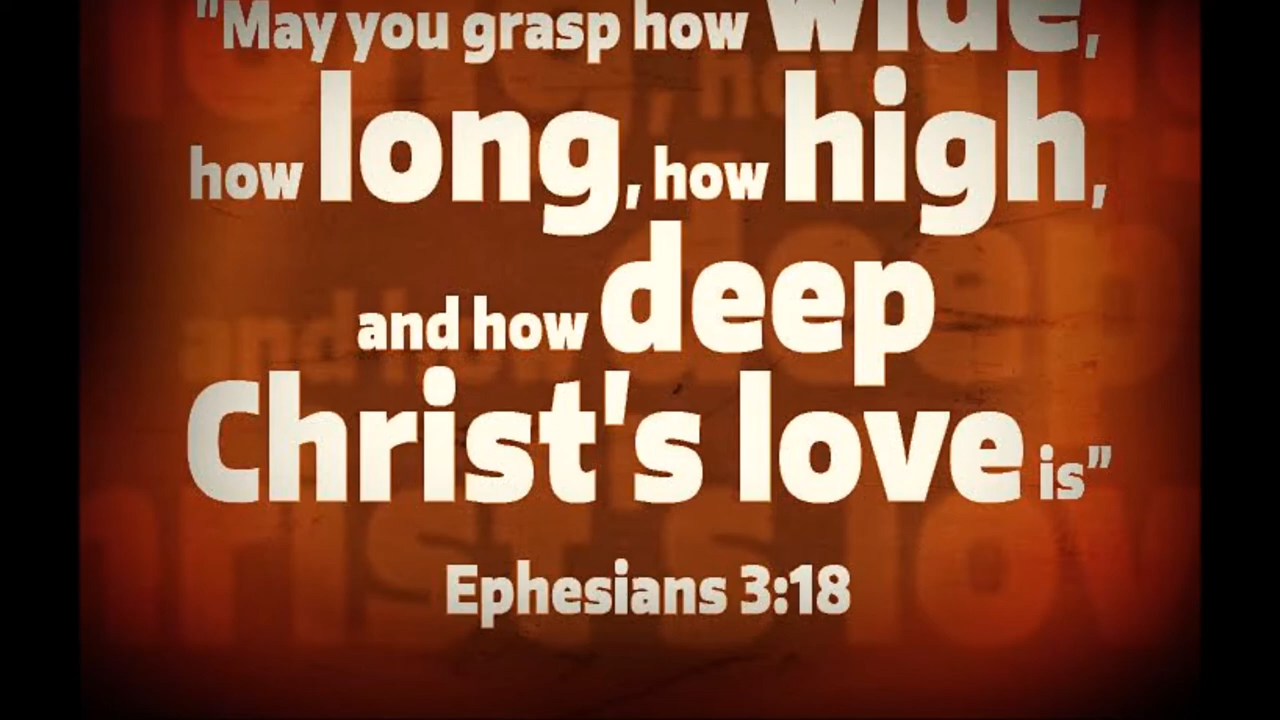 "May you grasp how wide,
how long, how high,
and how deep
Christ's love is”
Ephesians 3:18